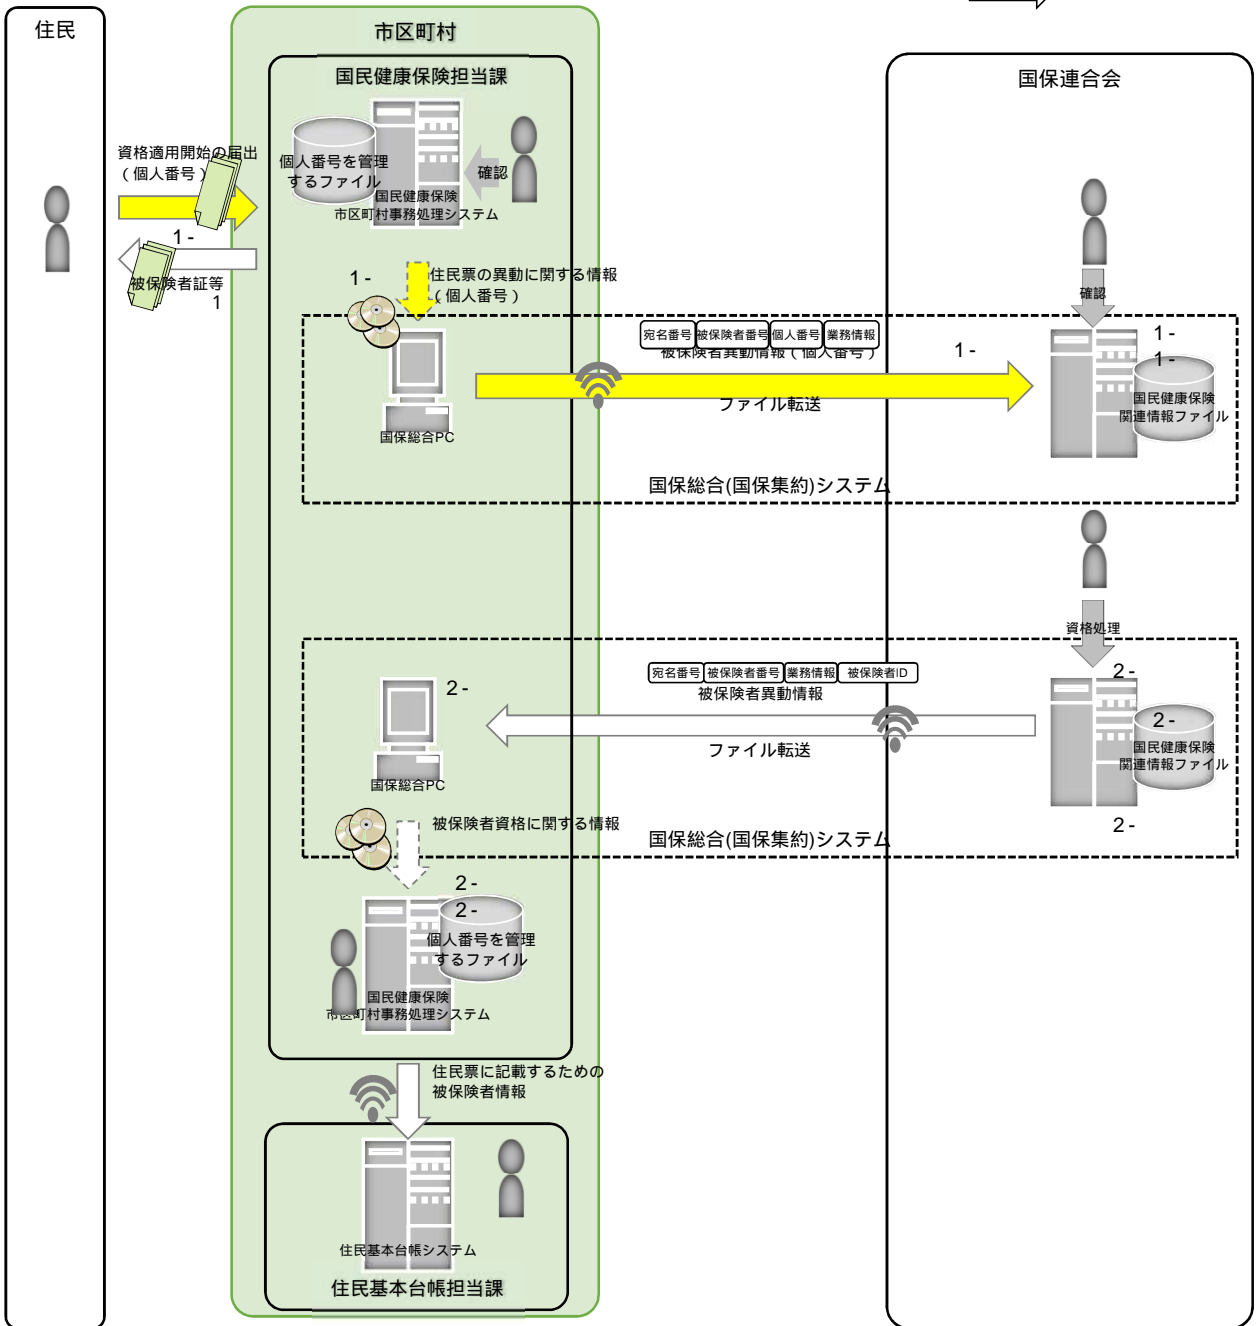 住民
市区町村
国民健康保険担当課
国保連合会
資格適用開始の届出
（個人番号）
個人番号を管理
するファイル
確認
国民健康保険
市区町村事務処理システム
1 -
被保険者証等
1
1 -
住民票の異動に関する情報
（個人番号）
確認
宛名番号 被保険者番号 個人番号 業務情報
被保険者異動情報（個人番号）
1 -
1 -
1 -
ファイル転送
国民健康保険
関連情報ファイル
国保総合PC
国保総合(国保集約)システム
資格処理
宛名番号 被保険者番号 業務情報 被保険者ID
被保険者異動情報
2 -
2 -
2 -
ファイル転送
国民健康保険
関連情報ファイル
国保総合PC
2 -
被保険者資格に関する情報
国保総合(国保集約)システム
2 -
2 -
個人番号を管理
するファイル
国民健康保険
市区町村事務処理システム
住民票に記載するための
被保険者情報
住民基本台帳システム
住民基本台帳担当課